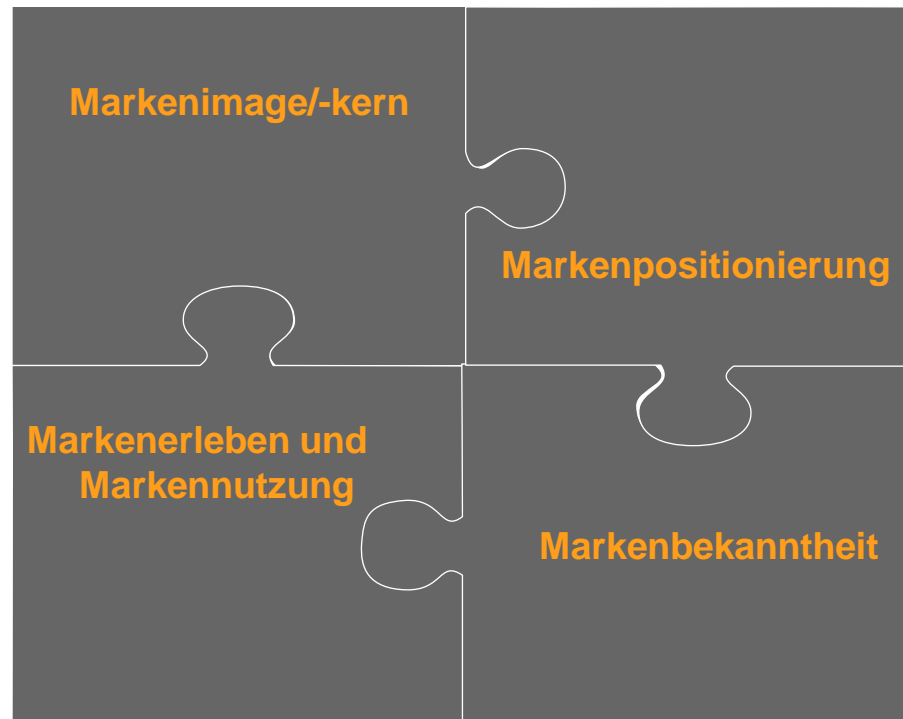 Markenimage/-kern
Markenpositionierung
Markenerleben und
Markennutzung
Markenbekanntheit